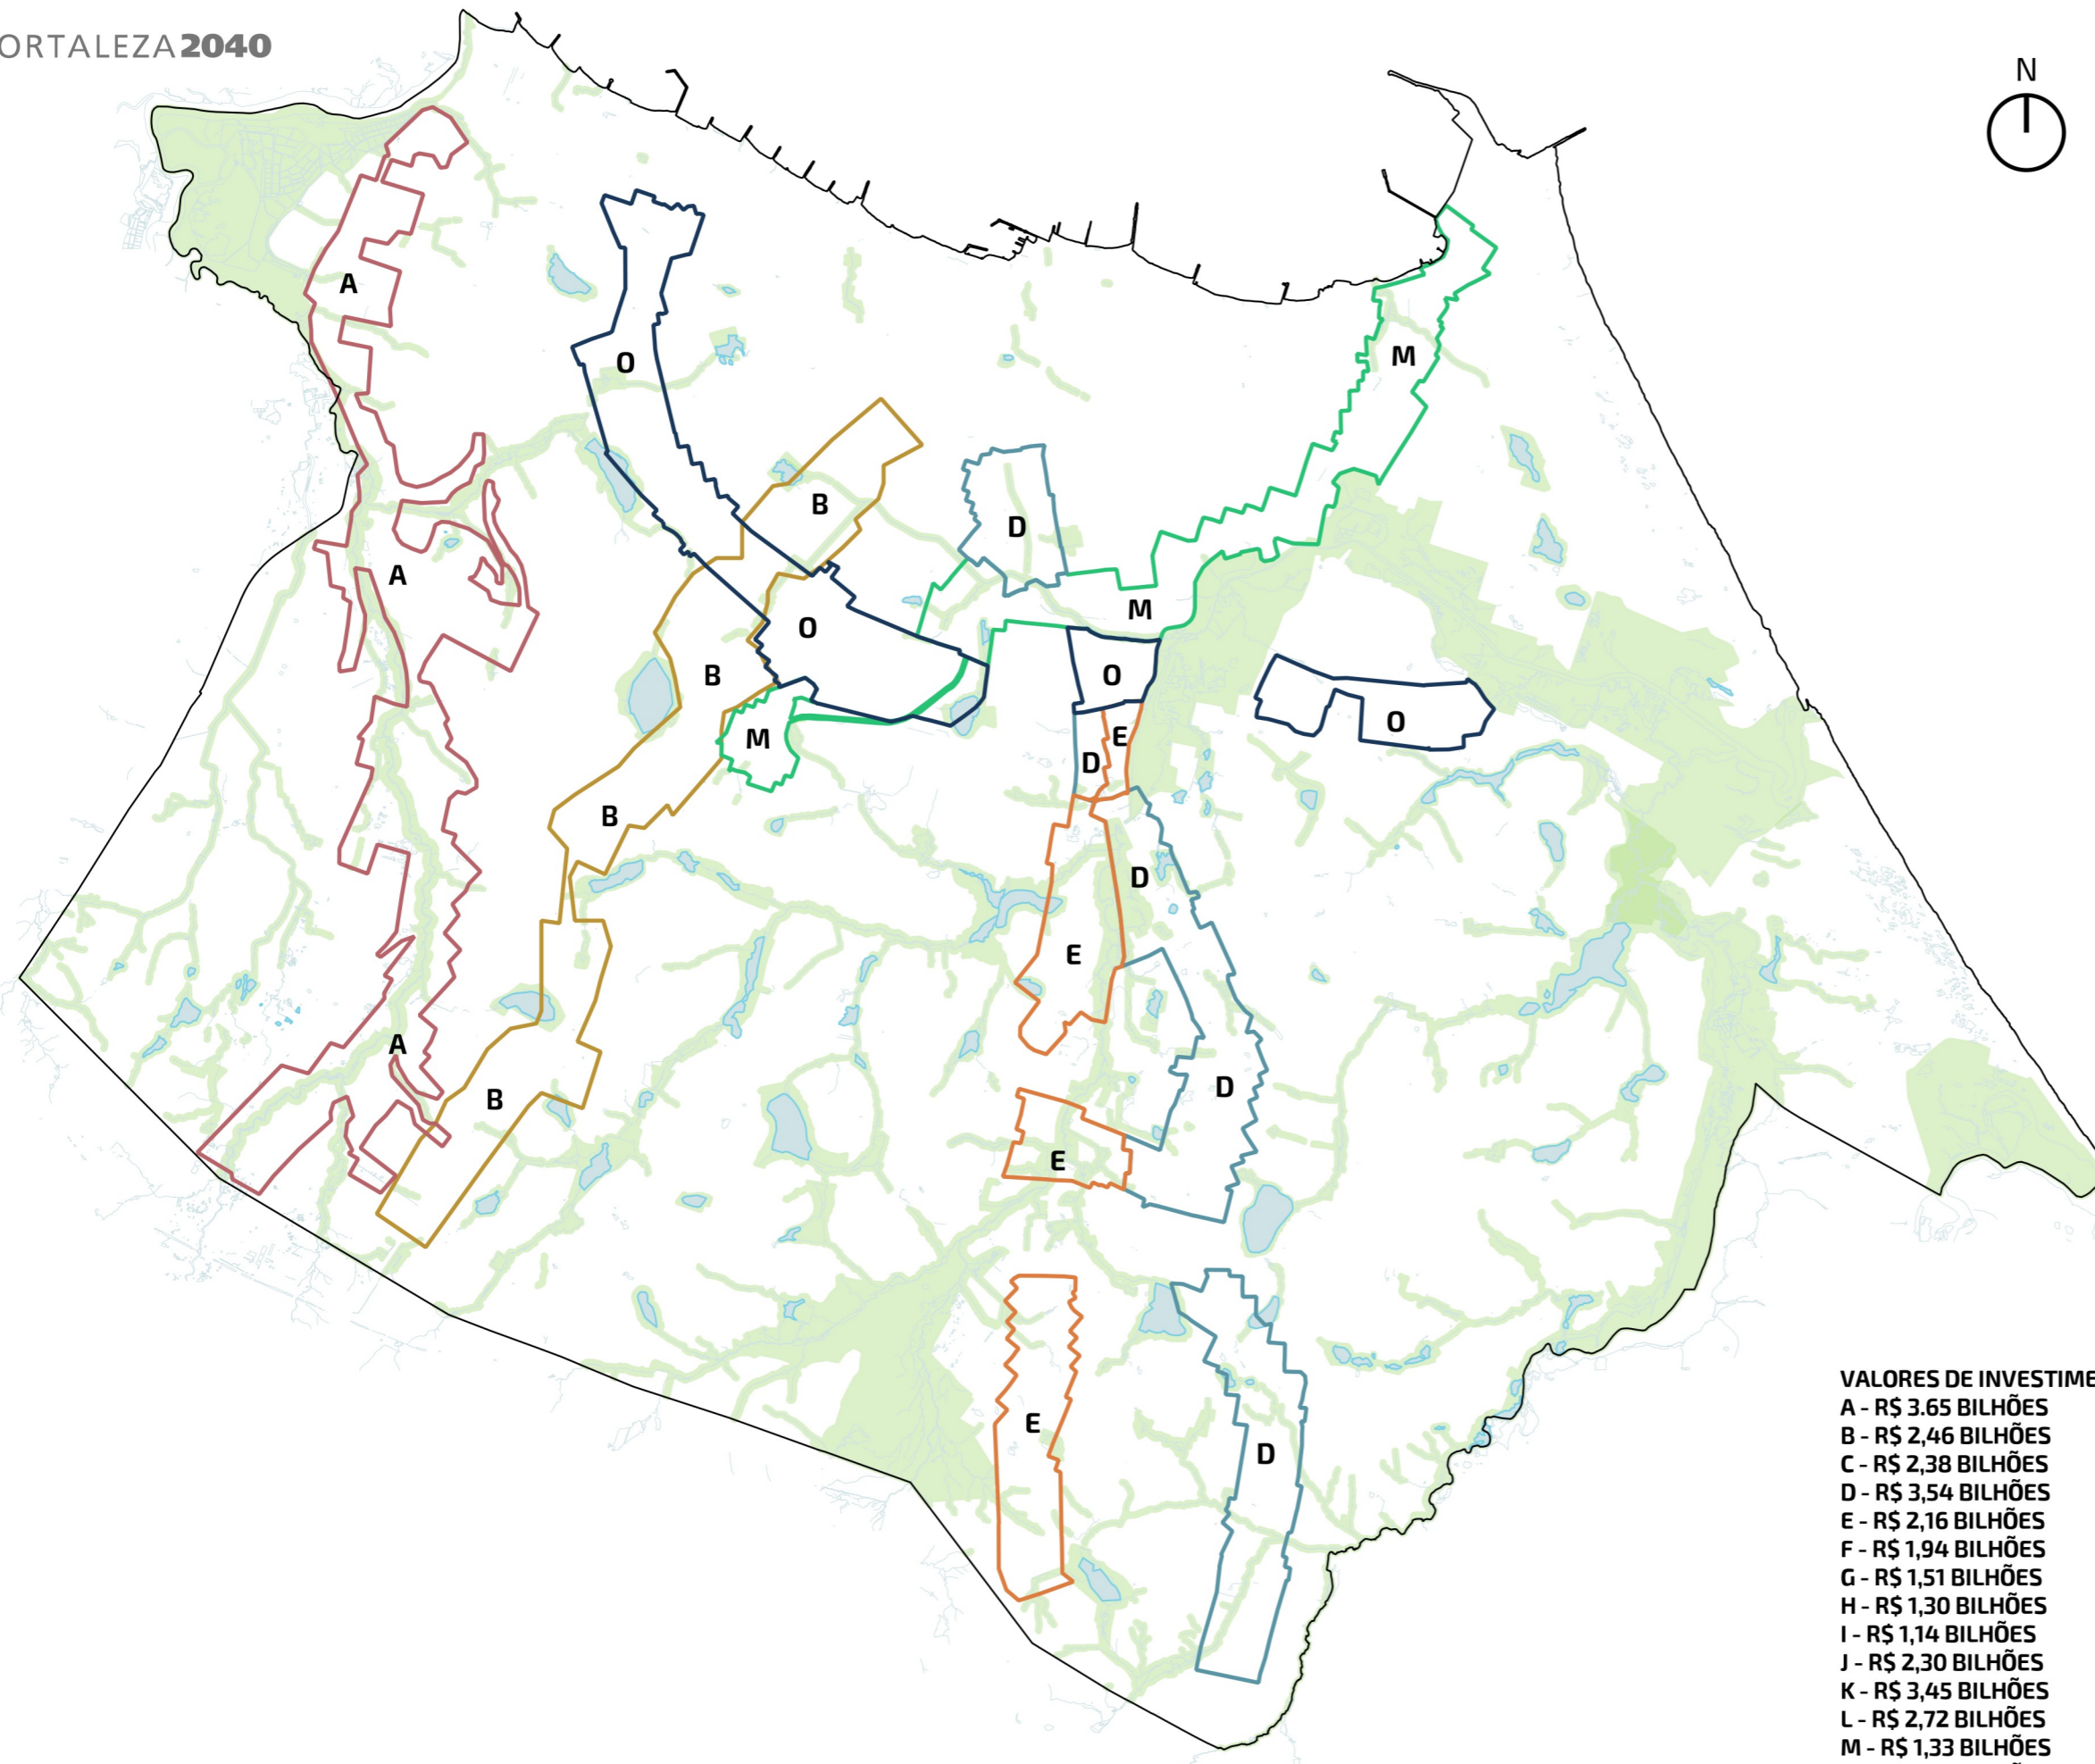 ORTALEZA2040
N
A
O
M
B
D
A
M
O
B
O
O
M
E
D
B
D
E
A
D
B
E
E
D
VALORES DE INVESTIME
A - R$ 3.65 BILHÕES
B - R$ 2,46 BILHÕES
C - R$ 2,38 BILHÕES
D - R$ 3,54 BILHÕES
E - R$ 2,16 BILHÕES
F - R$ 1,94 BILHÕES
G - R$ 1,51 BILHÕES
H - R$ 1,30 BILHÕES
I - R$ 1,14 BILHÕES
J - R$ 2,30 BILHÕES
K - R$ 3,45 BILHÕES
L - R$ 2,72 BILHÕES
M - R$ 1,33 BILHÕES